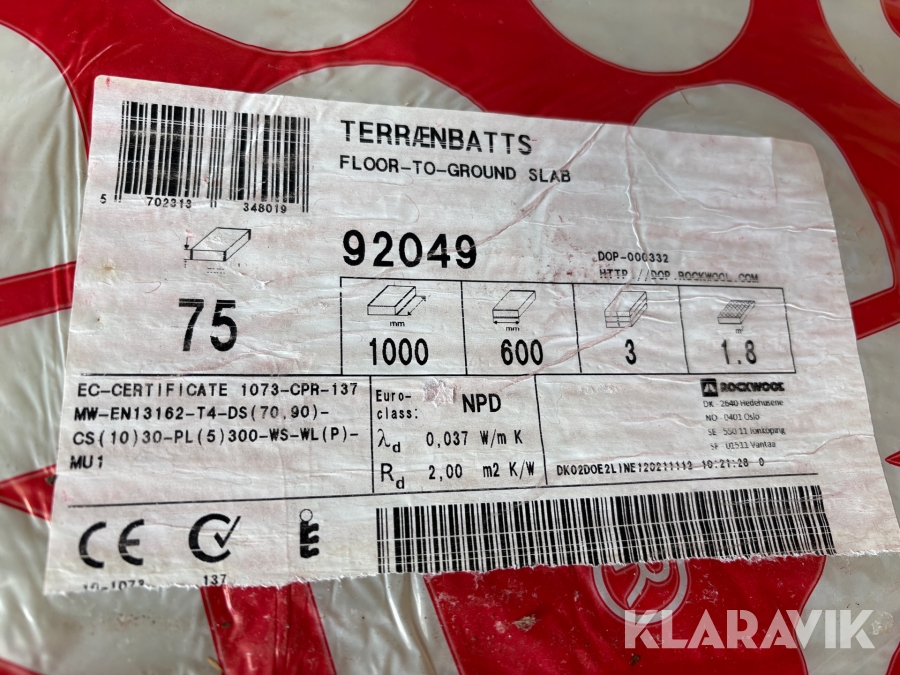 TERRÆNBATTS
FLOOR-TO-GROUND SLAB
5 702313 348019
92049
DOP-000332
HTTP://DOP.ROCKWOOL.COM
75
mm mm m²
1000 600 3 1.8
EC-CERTIFICATE 1073-CPR-137
MW-EN13162-T4-DS(70,90)-
CS(10)30-PL(5)300-WS-WL(P)-
MU1
Euro-
class: NPD
λd 0,037 W/m K
Rd 2,00 m2 K/W
ROCKWOOL
DK - 2640 Hedehusene
NO - 0401 Oslo
SE - 550 11 Jönköping
SF - 01511 Vantaa
DK02DOE2LINE120211112 10:21:28 0
CE
137
R
KLARAVIK